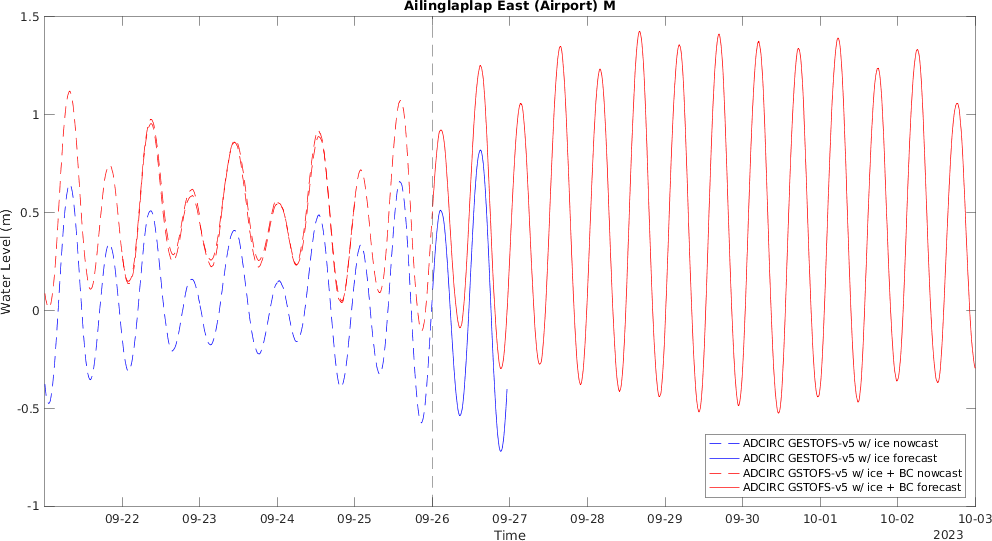 Ailinglaplap East (Airport) M
1.5
1
0.5
0
-0.5
-1
Water Level (m)
09-22 09-23 09-24 09-25 09-26 09-27 09-28 09-29 09-30 10-01 10-02 10-03
Time
2023
ADCIRC GESTOFS-v5 w/ ice nowcast
ADCIRC GESTOFS-v5 w/ ice forecast
ADCIRC GSTOFS-v5 w/ ice + BC nowcast
ADCIRC GSTOFS-v5 w/ ice + BC forecast